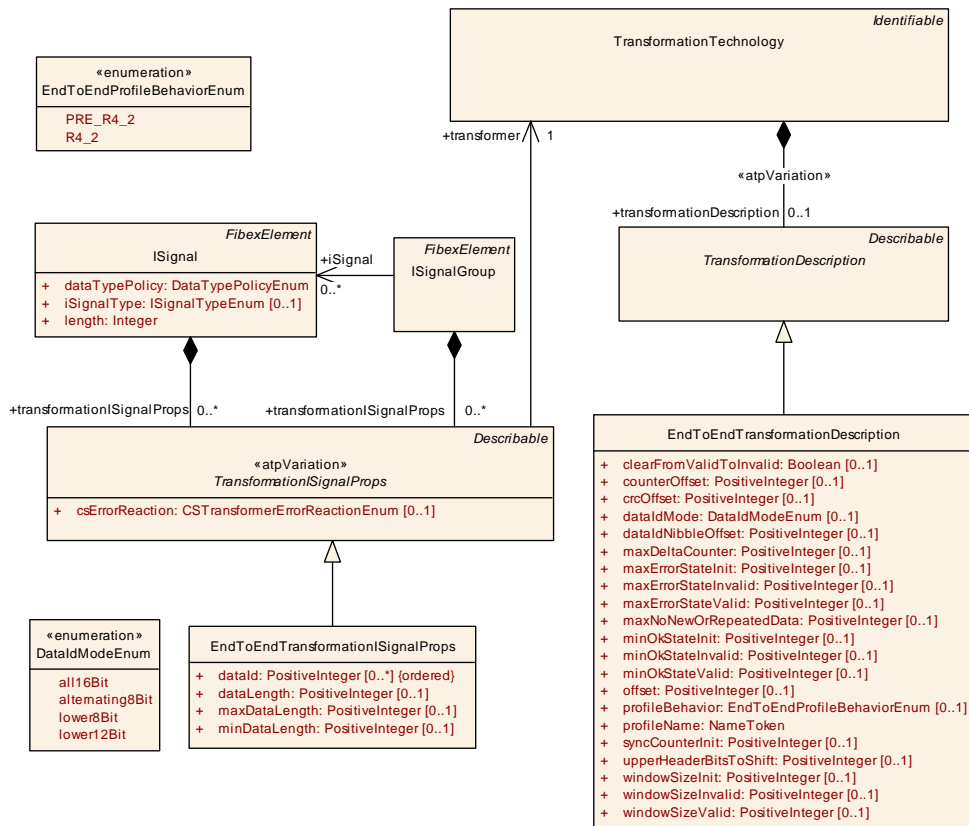 Identifiable
TransformationTechnology
«enumeration»
EndToEndProfileBehaviorEnum
PRE_R4_2
R4_2
+transformer
1
«atpVariation»
+transformationDescription
0..1
FibexElement
ISignal
+ dataTypePolicy: DataTypePolicyEnum
+ iSignalType: ISignalTypeEnum [0..1]
+ length: Integer
+iSignal
0..*
FibexElement
ISignalGroup
Describable
TransformationDescription
+transformationISignalProps
0..*
+transformationISignalProps
0..*
Describable
«atpVariation»
TransformationISignalProps
+ csErrorReaction: CSTransformerErrorReactionEnum [0..1]
EndToEndTransformationDescription
+ clearFromValidToInvalid: Boolean [0..1]
+ counterOffset: PositiveInteger [0..1]
+ crcOffset: PositiveInteger [0..1]
+ dataIdMode: DataIdModeEnum [0..1]
+ dataIdNibbleOffset: PositiveInteger [0..1]
+ maxDeltaCounter: PositiveInteger [0..1]
+ maxErrorStateInit: PositiveInteger [0..1]
+ maxErrorStateInvalid: PositiveInteger [0..1]
+ maxErrorStateValid: PositiveInteger [0..1]
+ maxNoNewOrRepeatedData: PositiveInteger [0..1]
+ minOkStateInit: PositiveInteger [0..1]
+ minOkStateInvalid: PositiveInteger [0..1]
+ minOkStateValid: PositiveInteger [0..1]
+ offset: PositiveInteger [0..1]
+ profileBehavior: EndToEndProfileBehaviorEnum [0..1]
+ profileName: NameToken
+ syncCounterInit: PositiveInteger [0..1]
+ upperHeaderBitsToShift: PositiveInteger [0..1]
+ windowSizeInit: PositiveInteger [0..1]
+ windowSizeInvalid: PositiveInteger [0..1]
+ windowSizeValid: PositiveInteger [0..1]
«enumeration»
DataIdModeEnum
all16Bit
alternating8Bit
lower8Bit
lower12Bit
EndToEndTransformationISignalProps
+ dataId: PositiveInteger [0..*] {ordered}
+ dataLength: PositiveInteger [0..1]
+ maxDataLength: PositiveInteger [0..1]
+ minDataLength: PositiveInteger [0..1]